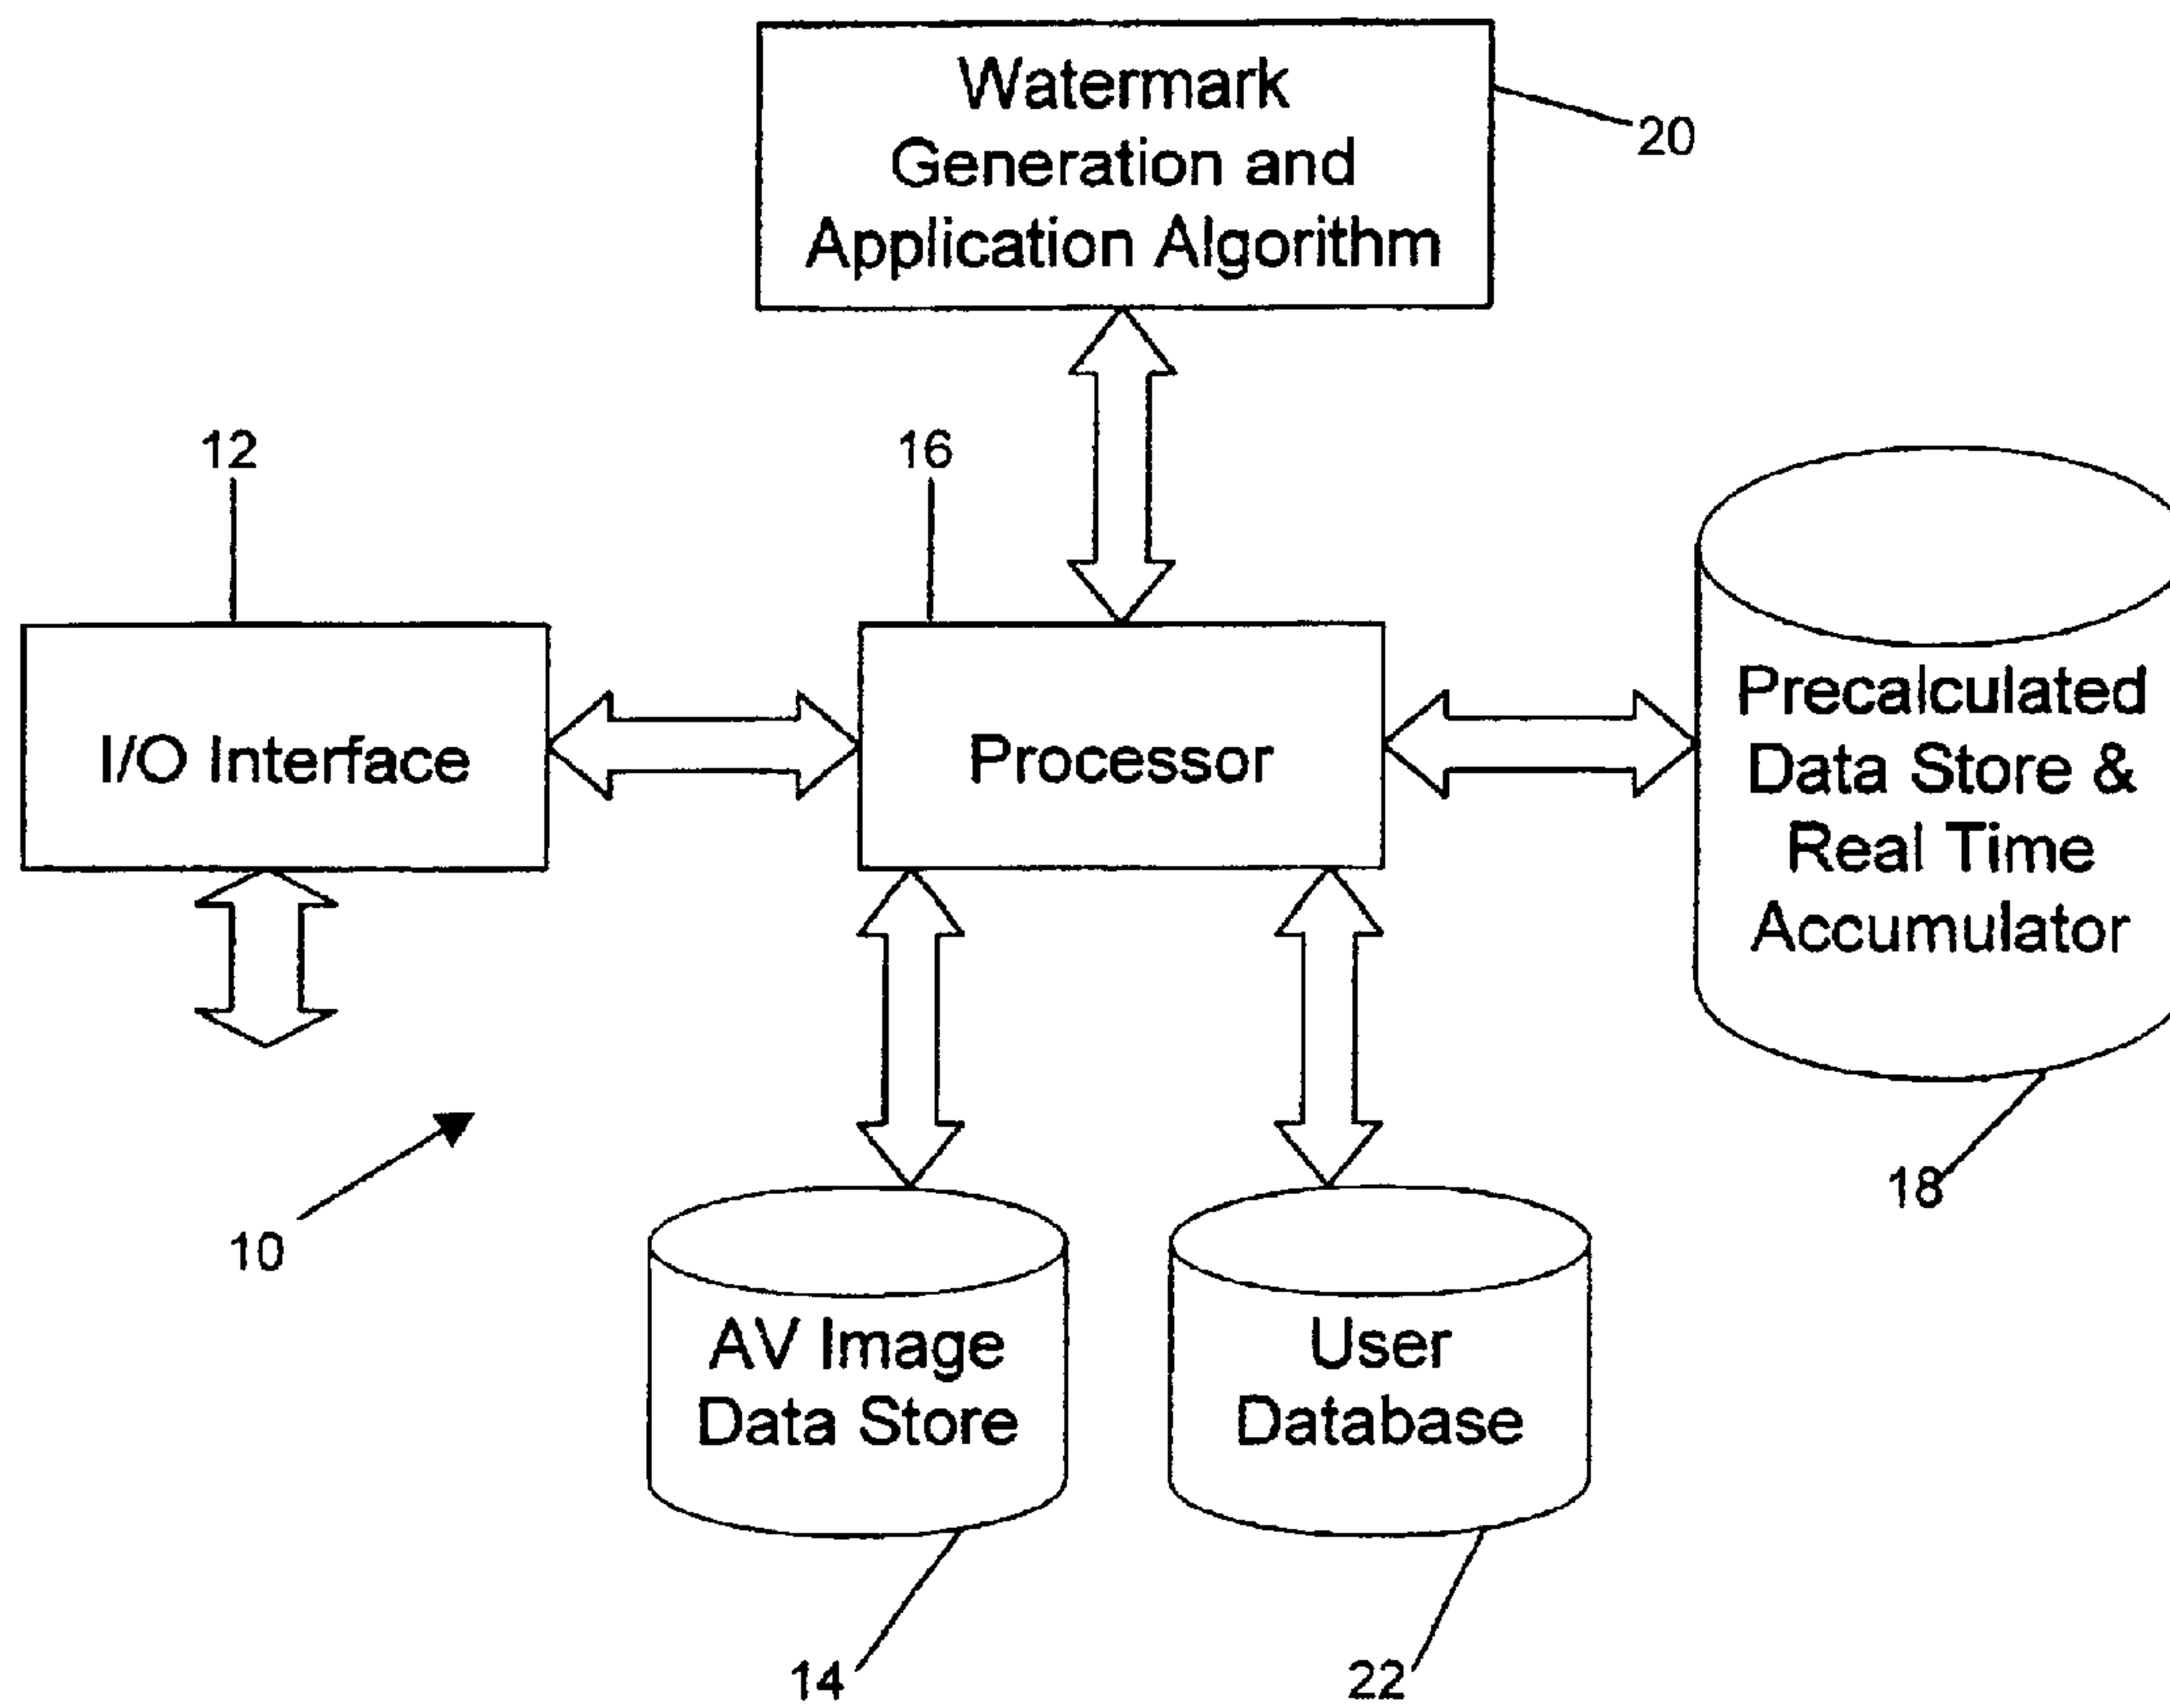 Watermark
Generation and
Application Algorithm
20
12
16
I/O Interface
Processor
Precalculated
Data Store &
Real Time
Accumulator
18
10
AV Image
Data Store
User
Database
14
22